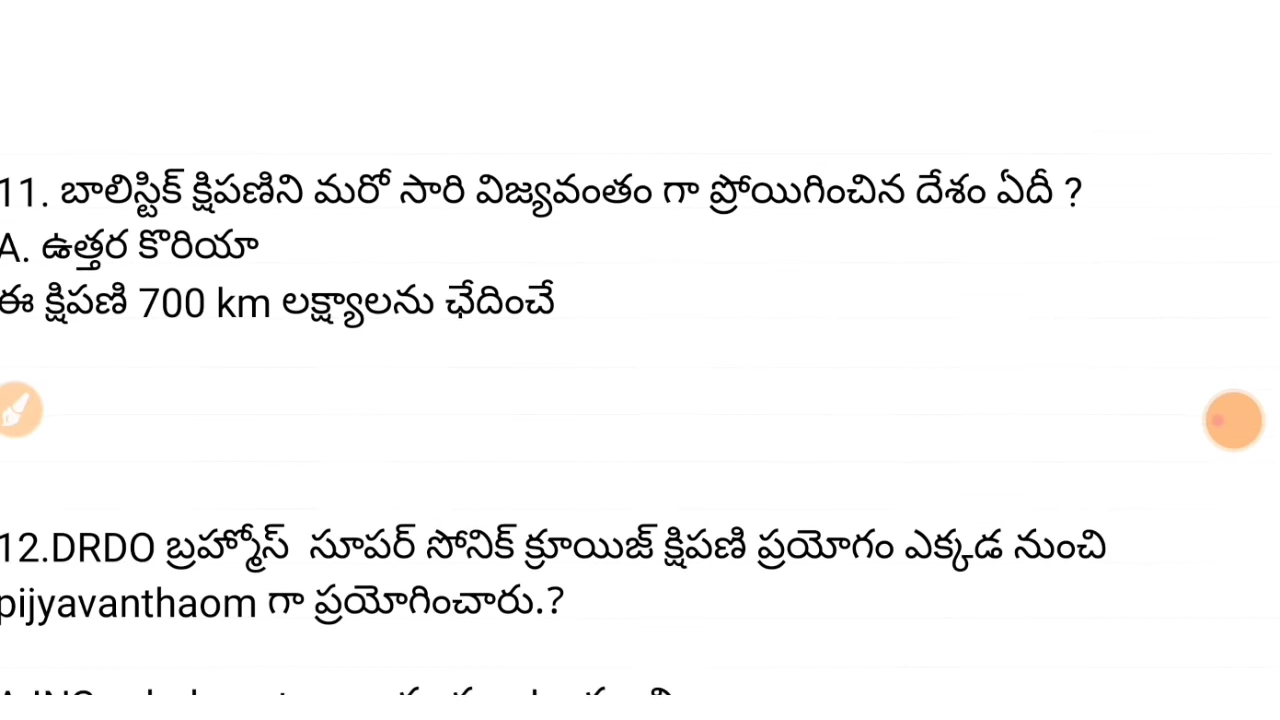 11. బాలిస్టిక్ క్షిపణిని మరో సారి విజ్యవంతం గా ప్రోయిగించిన దేశం ఏదీ ?
A. ఉత్తర కొరియా
ఈ క్షిపణి 700 km లక్ష్యాలను ఛేదించే
12.DRDO బ్రహ్మోస్ సూపర్ సోనిక్ క్రూయిజ్ క్షిపణి ప్రయోగం ఎక్కడ నుంచి
pijyavanthaom గా ప్రయోగించారు.?